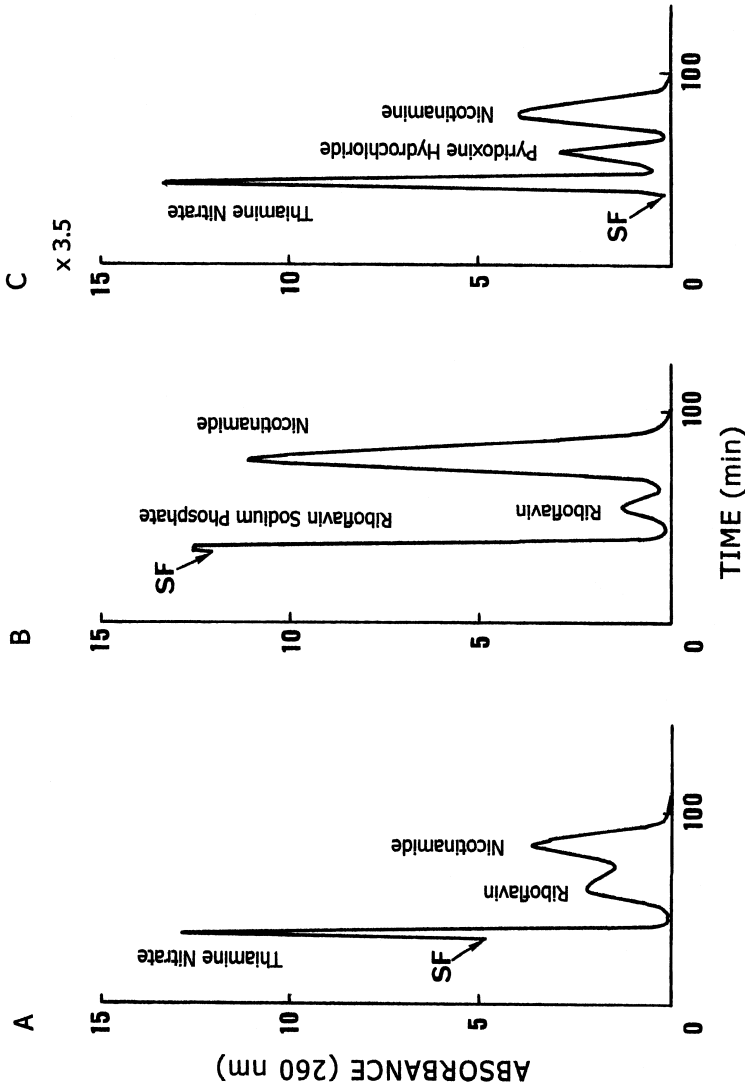 A
B
C
x 3.5
15
10
5
0
100
Thiamine Nitrate
SF
Riboflavin
Nicotinamide
15
10
5
0
100
SF
Riboflavin Sodium Phosphate
Riboflavin
Nicotinamide
15
10
5
0
100
Thiamine Nitrate
SF
Pyridoxine Hydrochloride
Nicotinamine
ABSORBANCE (260 nm)
TIME (min)